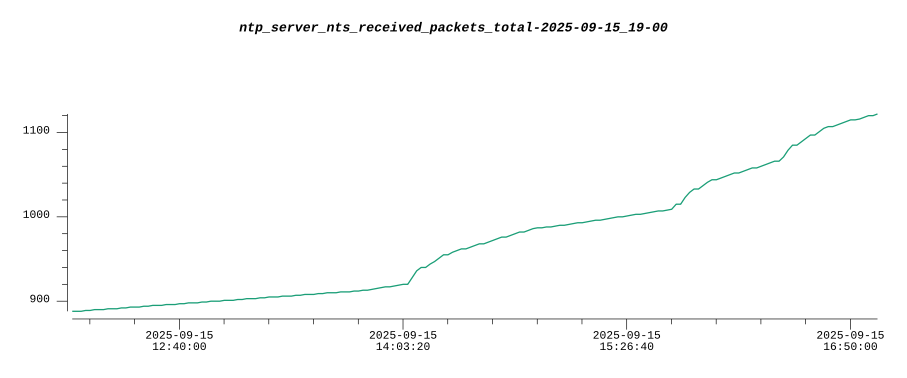 ntp_server_nts_received_packets_total-2025-09-15_19-00
1100
1000
900
2025-09-15 2025-09-15 2025-09-15 2025-09-15
12:40:00 14:03:20 15:26:40 16:50:00